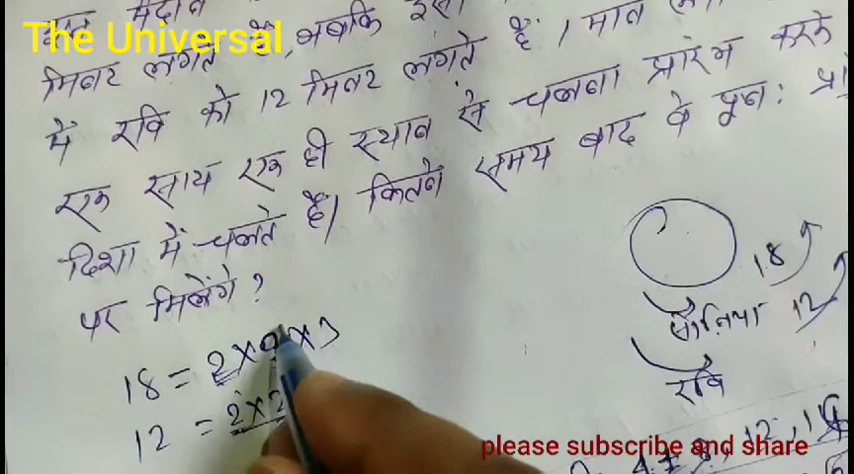 The Universal
मिनट लगते हैं, जबकि इसी
में रवि को 12 मिनट लगते हैं। मान
एक साथ एक ही स्थान से चलना प्रारंभ करके
दिशा में चलते हैं। कितने समय बाद वे पुन: प्रा
पर मिलेंगे?
18
सोनिया 12
रवि
18 = 2 × 3 × 3
12 = 2 × 2
please subscribe and share